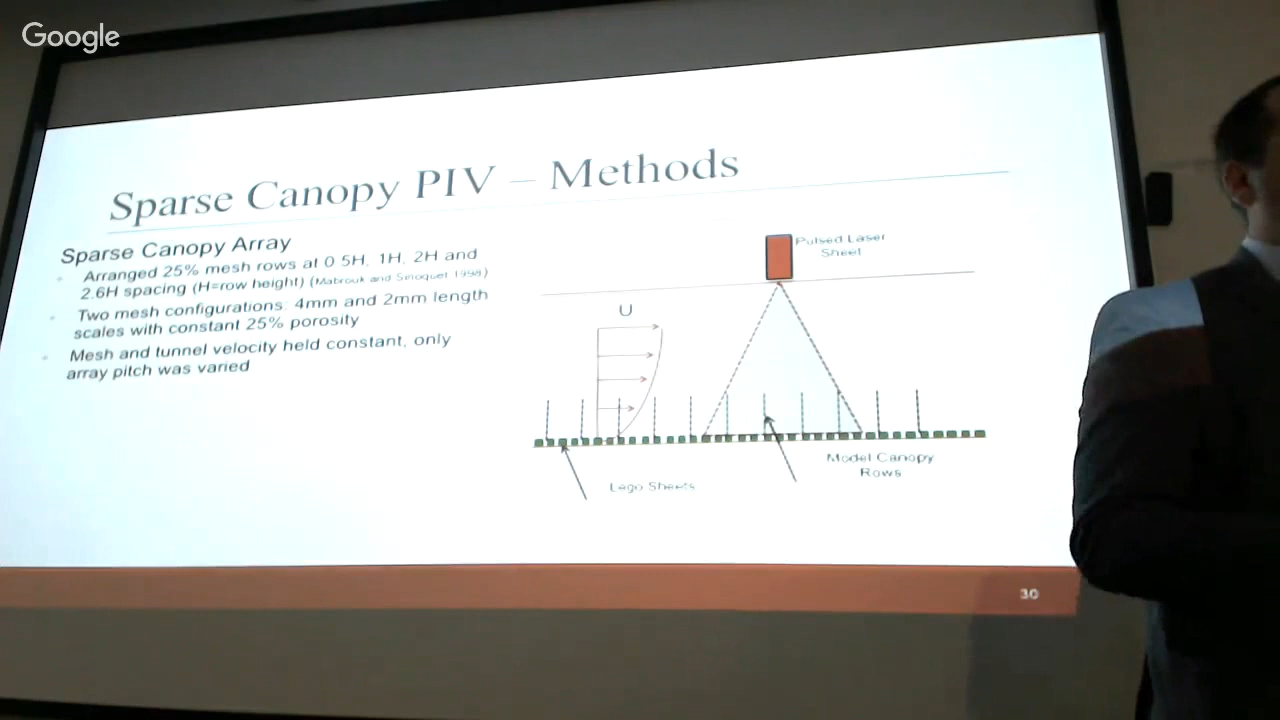 Google
Sparse Canopy PIV – Methods
Sparse Canopy Array
Arranged 25% mesh rows at 0.5H, 1H, 2H and
2.6H spacing (H=row height) (Mabrouk and Sinoquet 1998)
Two mesh configurations: 4mm and 2mm length
scales with constant 25% porosity
Mesh and tunnel velocity held constant, only
array pitch was varied
Pulsed Laser
Sheet
U
Model Canopy
Rows
Lego Sheets
30